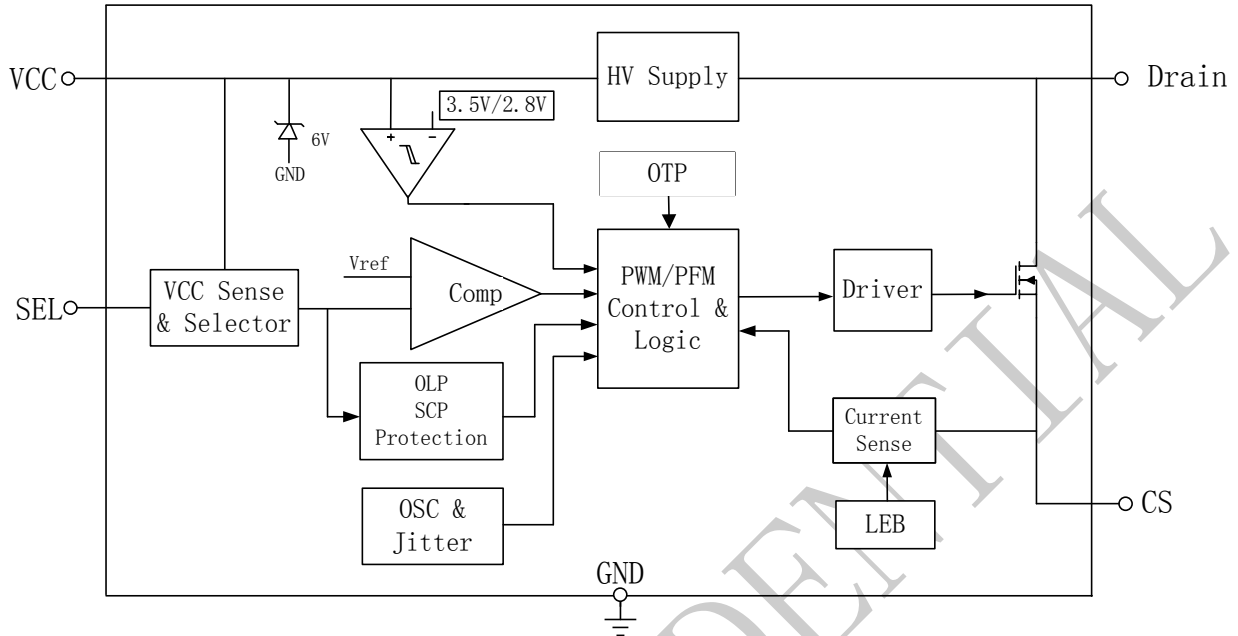 HV Supply
VCC
Drain
3.5V/2.8V
+
-
6V
GND
OTP
Vref
Comp
PWM/PFM
Control &
Logic
Driver
SEL
VCC Sense
& Selector
OLP
SCP
Protection
Current
Sense
OSC &
Jitter
LEB
CS
GND
DENTIAL